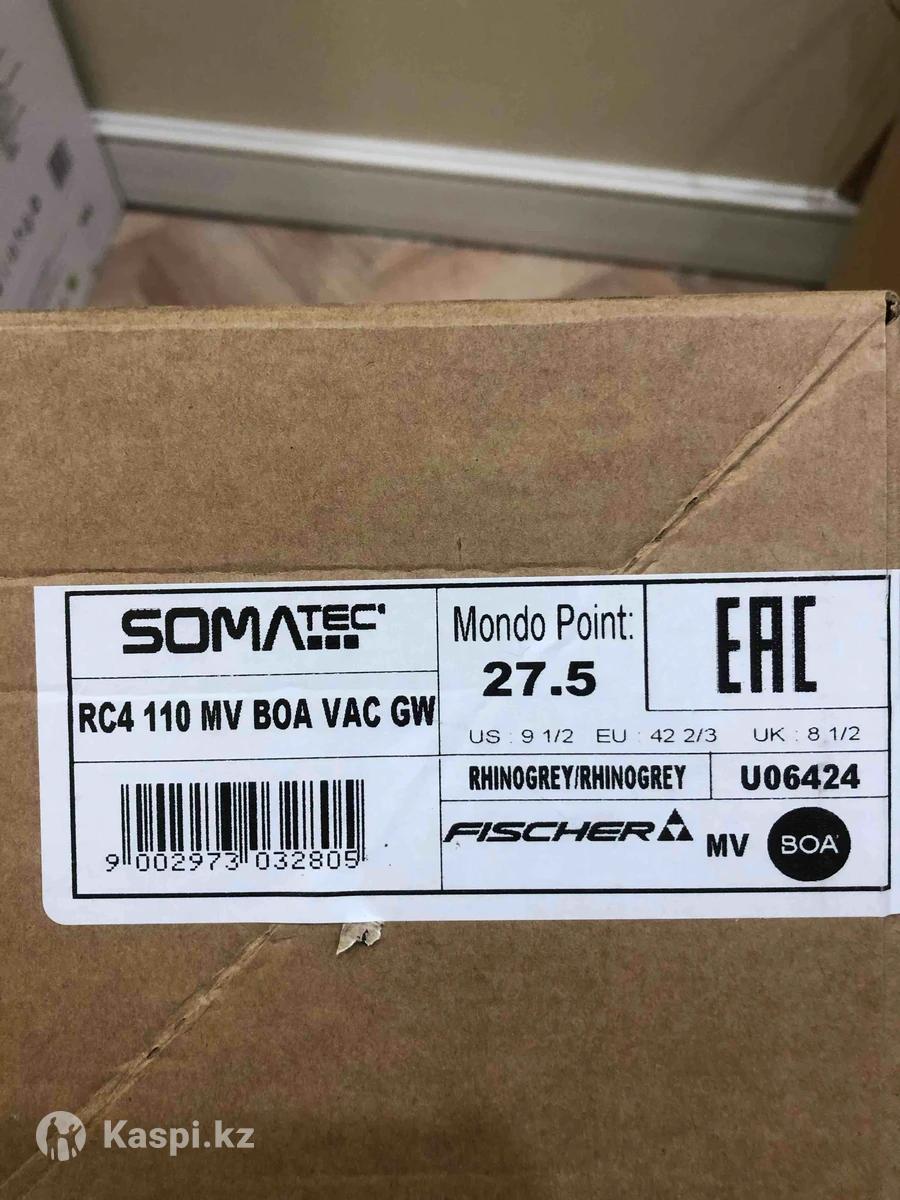 SOMATEC
RC4 110 MV BOA VAC GW
9 002973 032805
Mondo Point:
27.5
EAC
US : 9 1/2 EU : 42 2/3 UK : 8 1/2
RHINOGREY/RHINOGREY
U06424
FISCHER
MV
BOA
Kaspi.kz